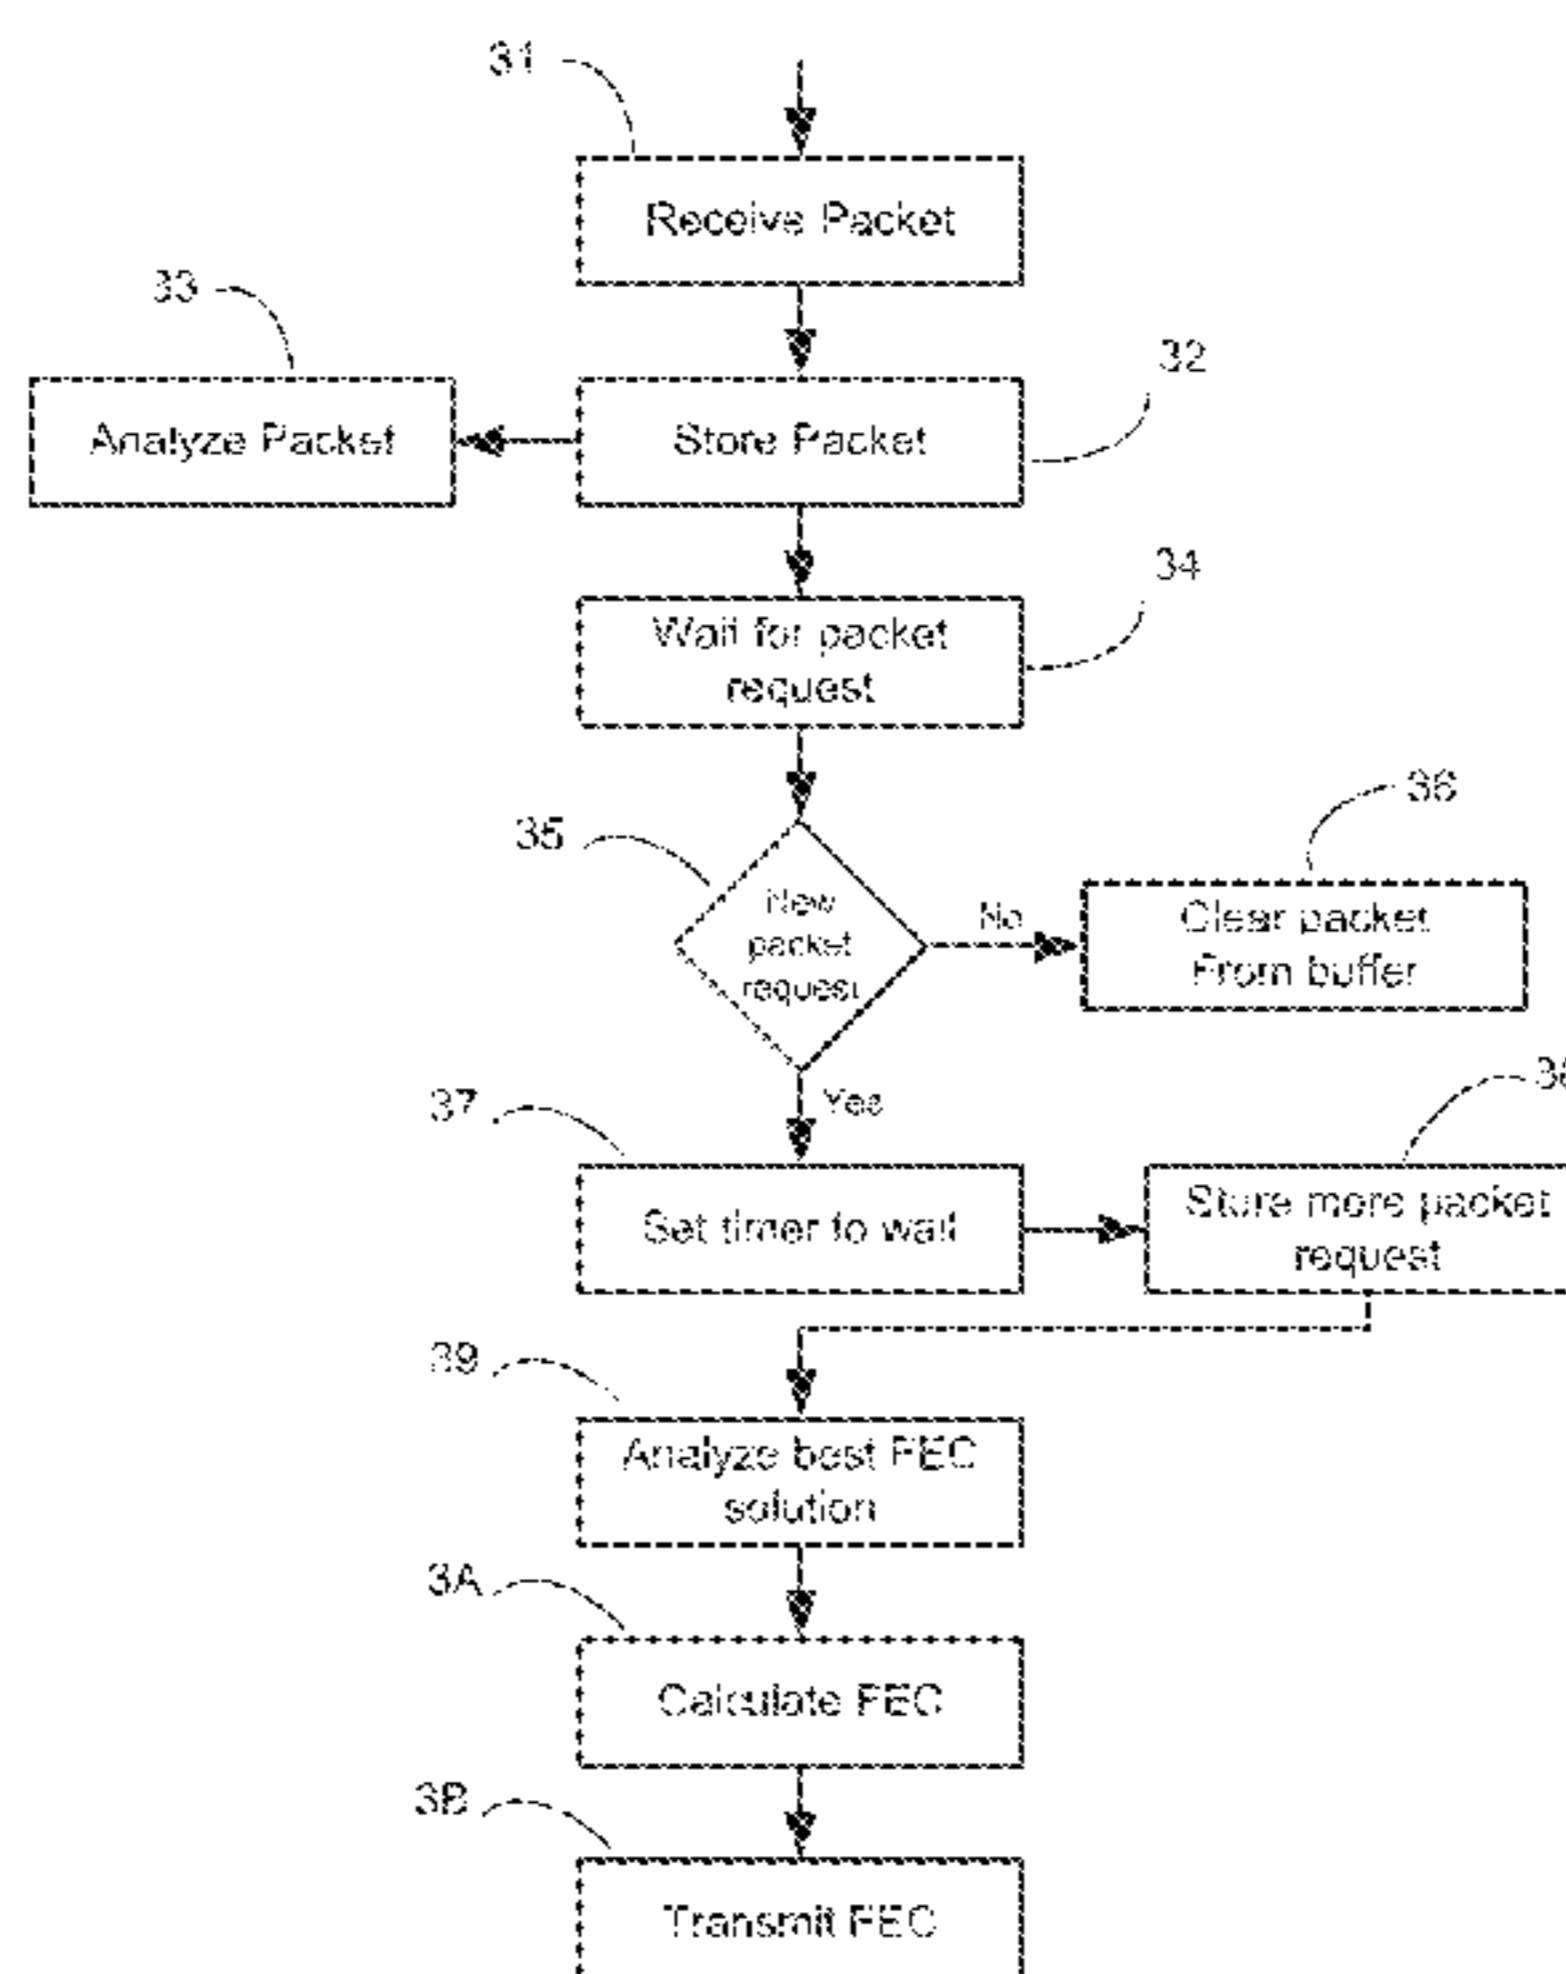 31
Receive Packet
33
32
Analyze Packet
Store Packet
34
Wait for packet
request
35
36
New
packet
request
No
Clear packet
From buffer
Yes
37
Set timer to wait
Store more packet
request
39
Analyze best FEC
solution
3A
Calculate FEC
3B
Transmit FEC